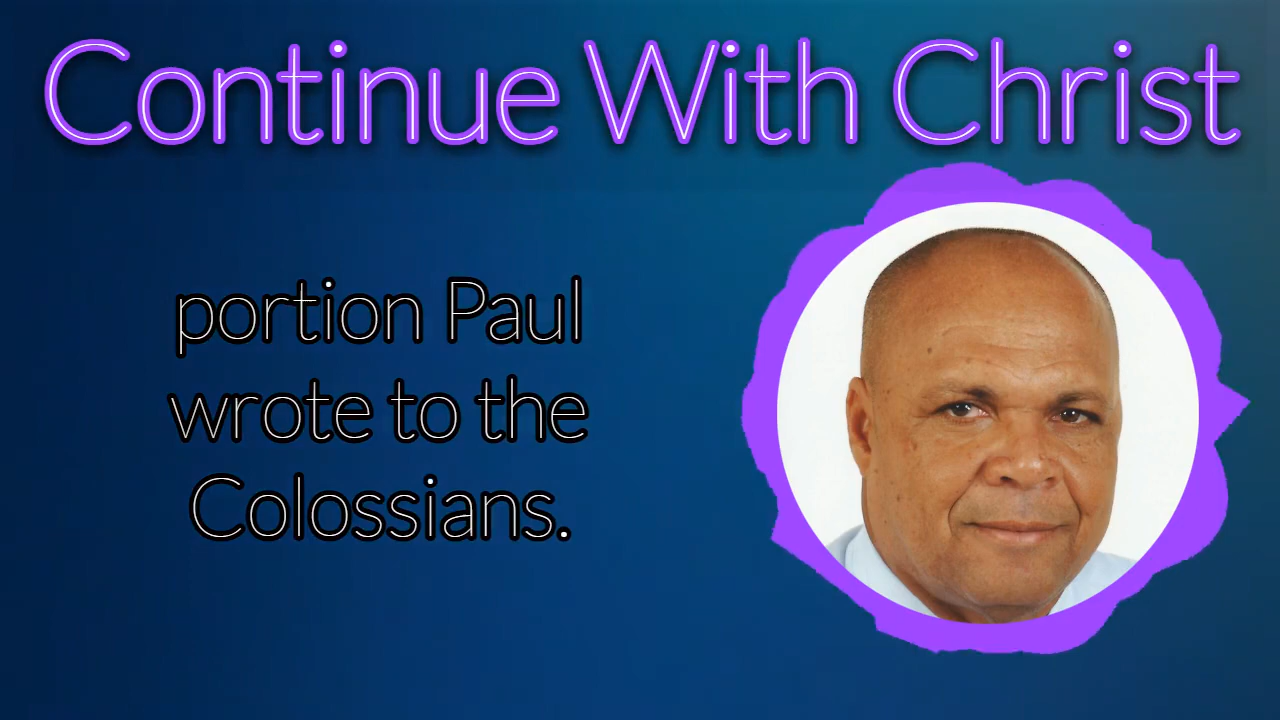 Continue With Christ
portion Paul
wrote to the
Colossians.